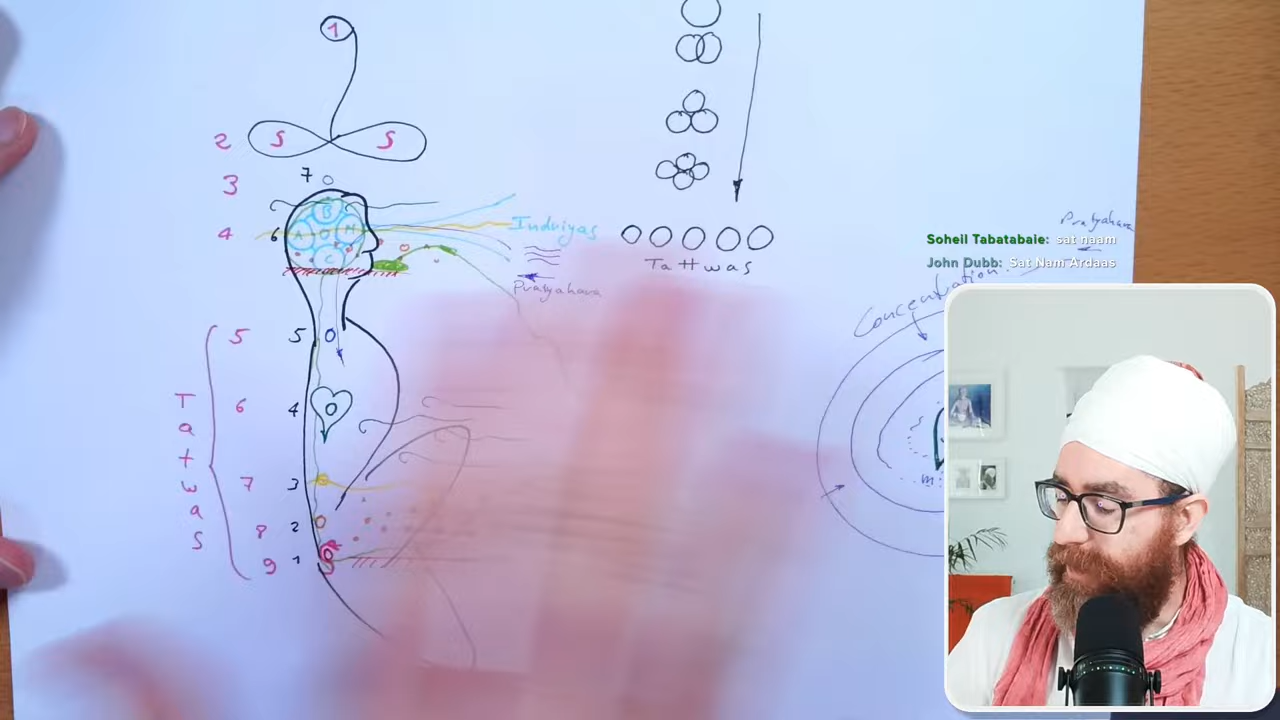 1
2 S S
3 7
4 6 A B M C
Indriyas
Pratyahara
5 5
6 4
7 3
8 2
9 1
Tatwas
Tattwas
Pratyahara
Concentration
m
Soheil Tabatabaie: sat naam
John Dubb: Sat Nam Ardaas